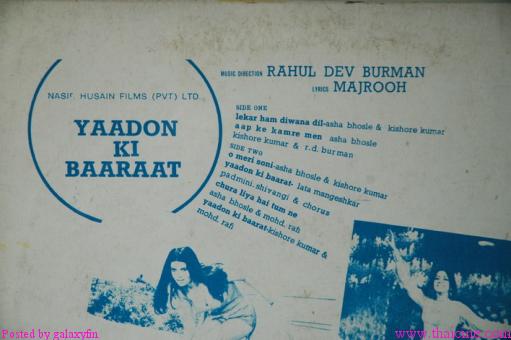 MUSIC DIRECTION RAHUL DEV BURMAN
LYRICS MAJROOH
NASIR HUSAIN FILMS (PVT) LTD.
YAADON
KI
BAARAAT
SIDE ONE
lekar ham diwana dil-asha bhosle & kishore kumar
aap ke kamre men asha bhosle
kishore kumar & r.d. burman
SIDE TWO
o meri soni-asha bhosle & kishore kumar
yaadon ki baarat- lata mangeshkar
padmini, shivangi & chorus
chura liya hai tum ne
asha bhosle & mohd. rafi
yaadon ki baarat-kishore kumar &
mohd. rafi
Posted by galaxyfin